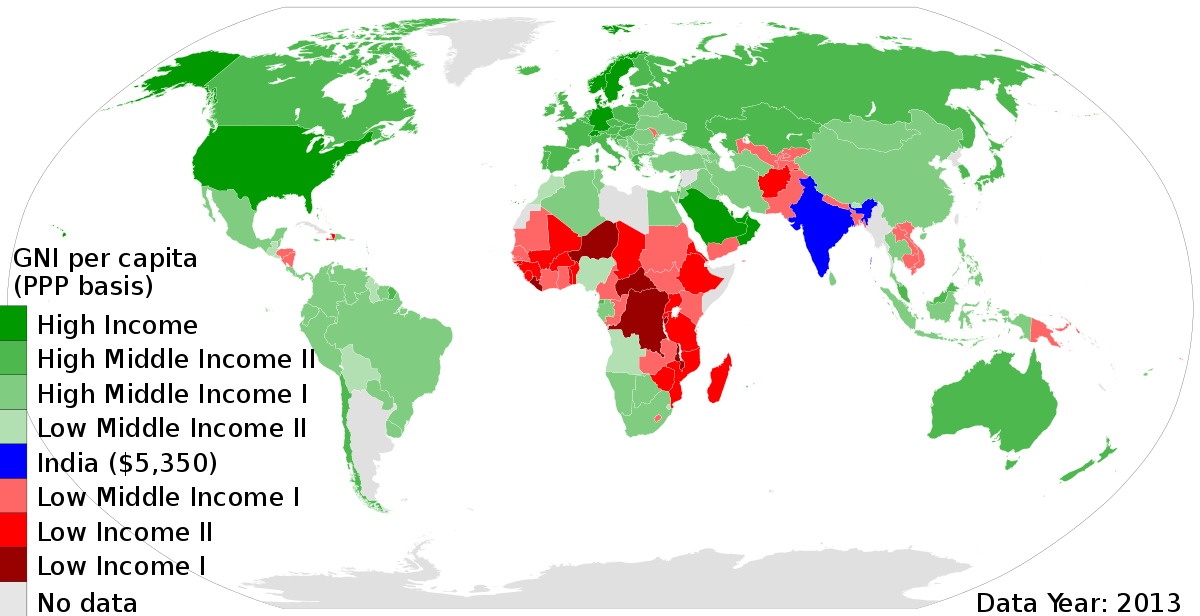 GNI per capita
(PPP basis)
High Income
High Middle Income II
High Middle Income I
Low Middle Income II
India ($5,350)
Low Middle Income I
Low Income II
Low Income I
No data
Data Year: 2013